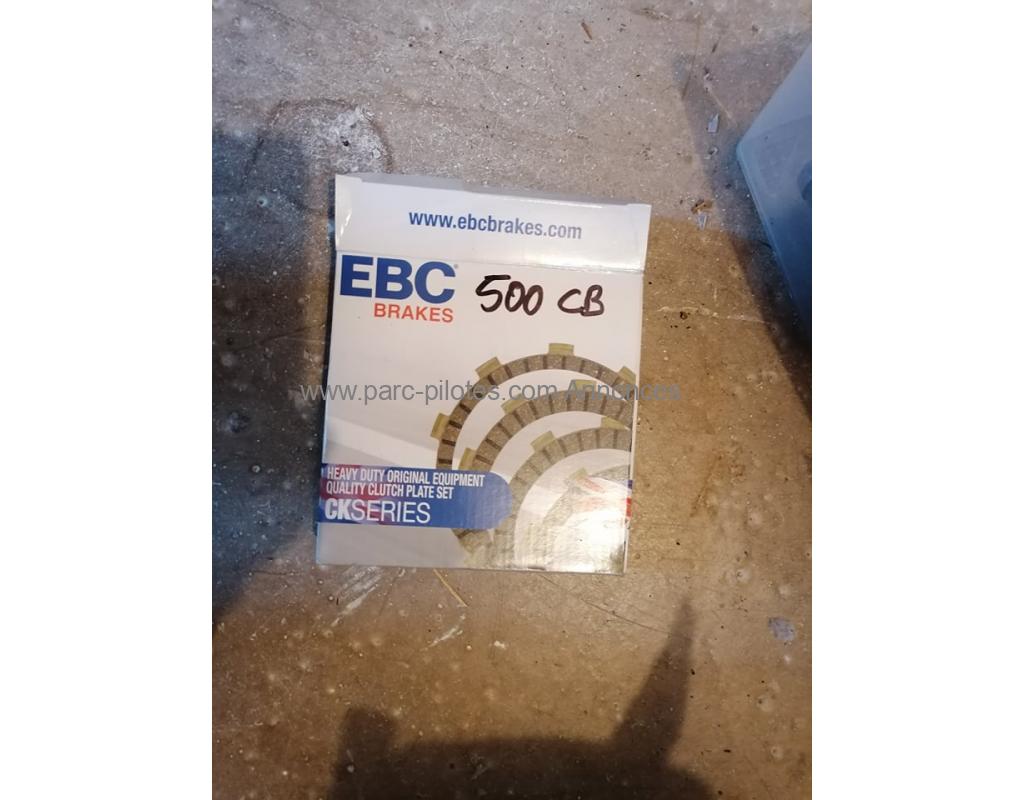 www.ebcbrakes.com
EBC® 500 CB
BRAKES
www.parc-pilotes.com Annonces
HEAVY DUTY ORIGINAL EQUIPMENT
QUALITY CLUTCH PLATE SET
CKSERIES